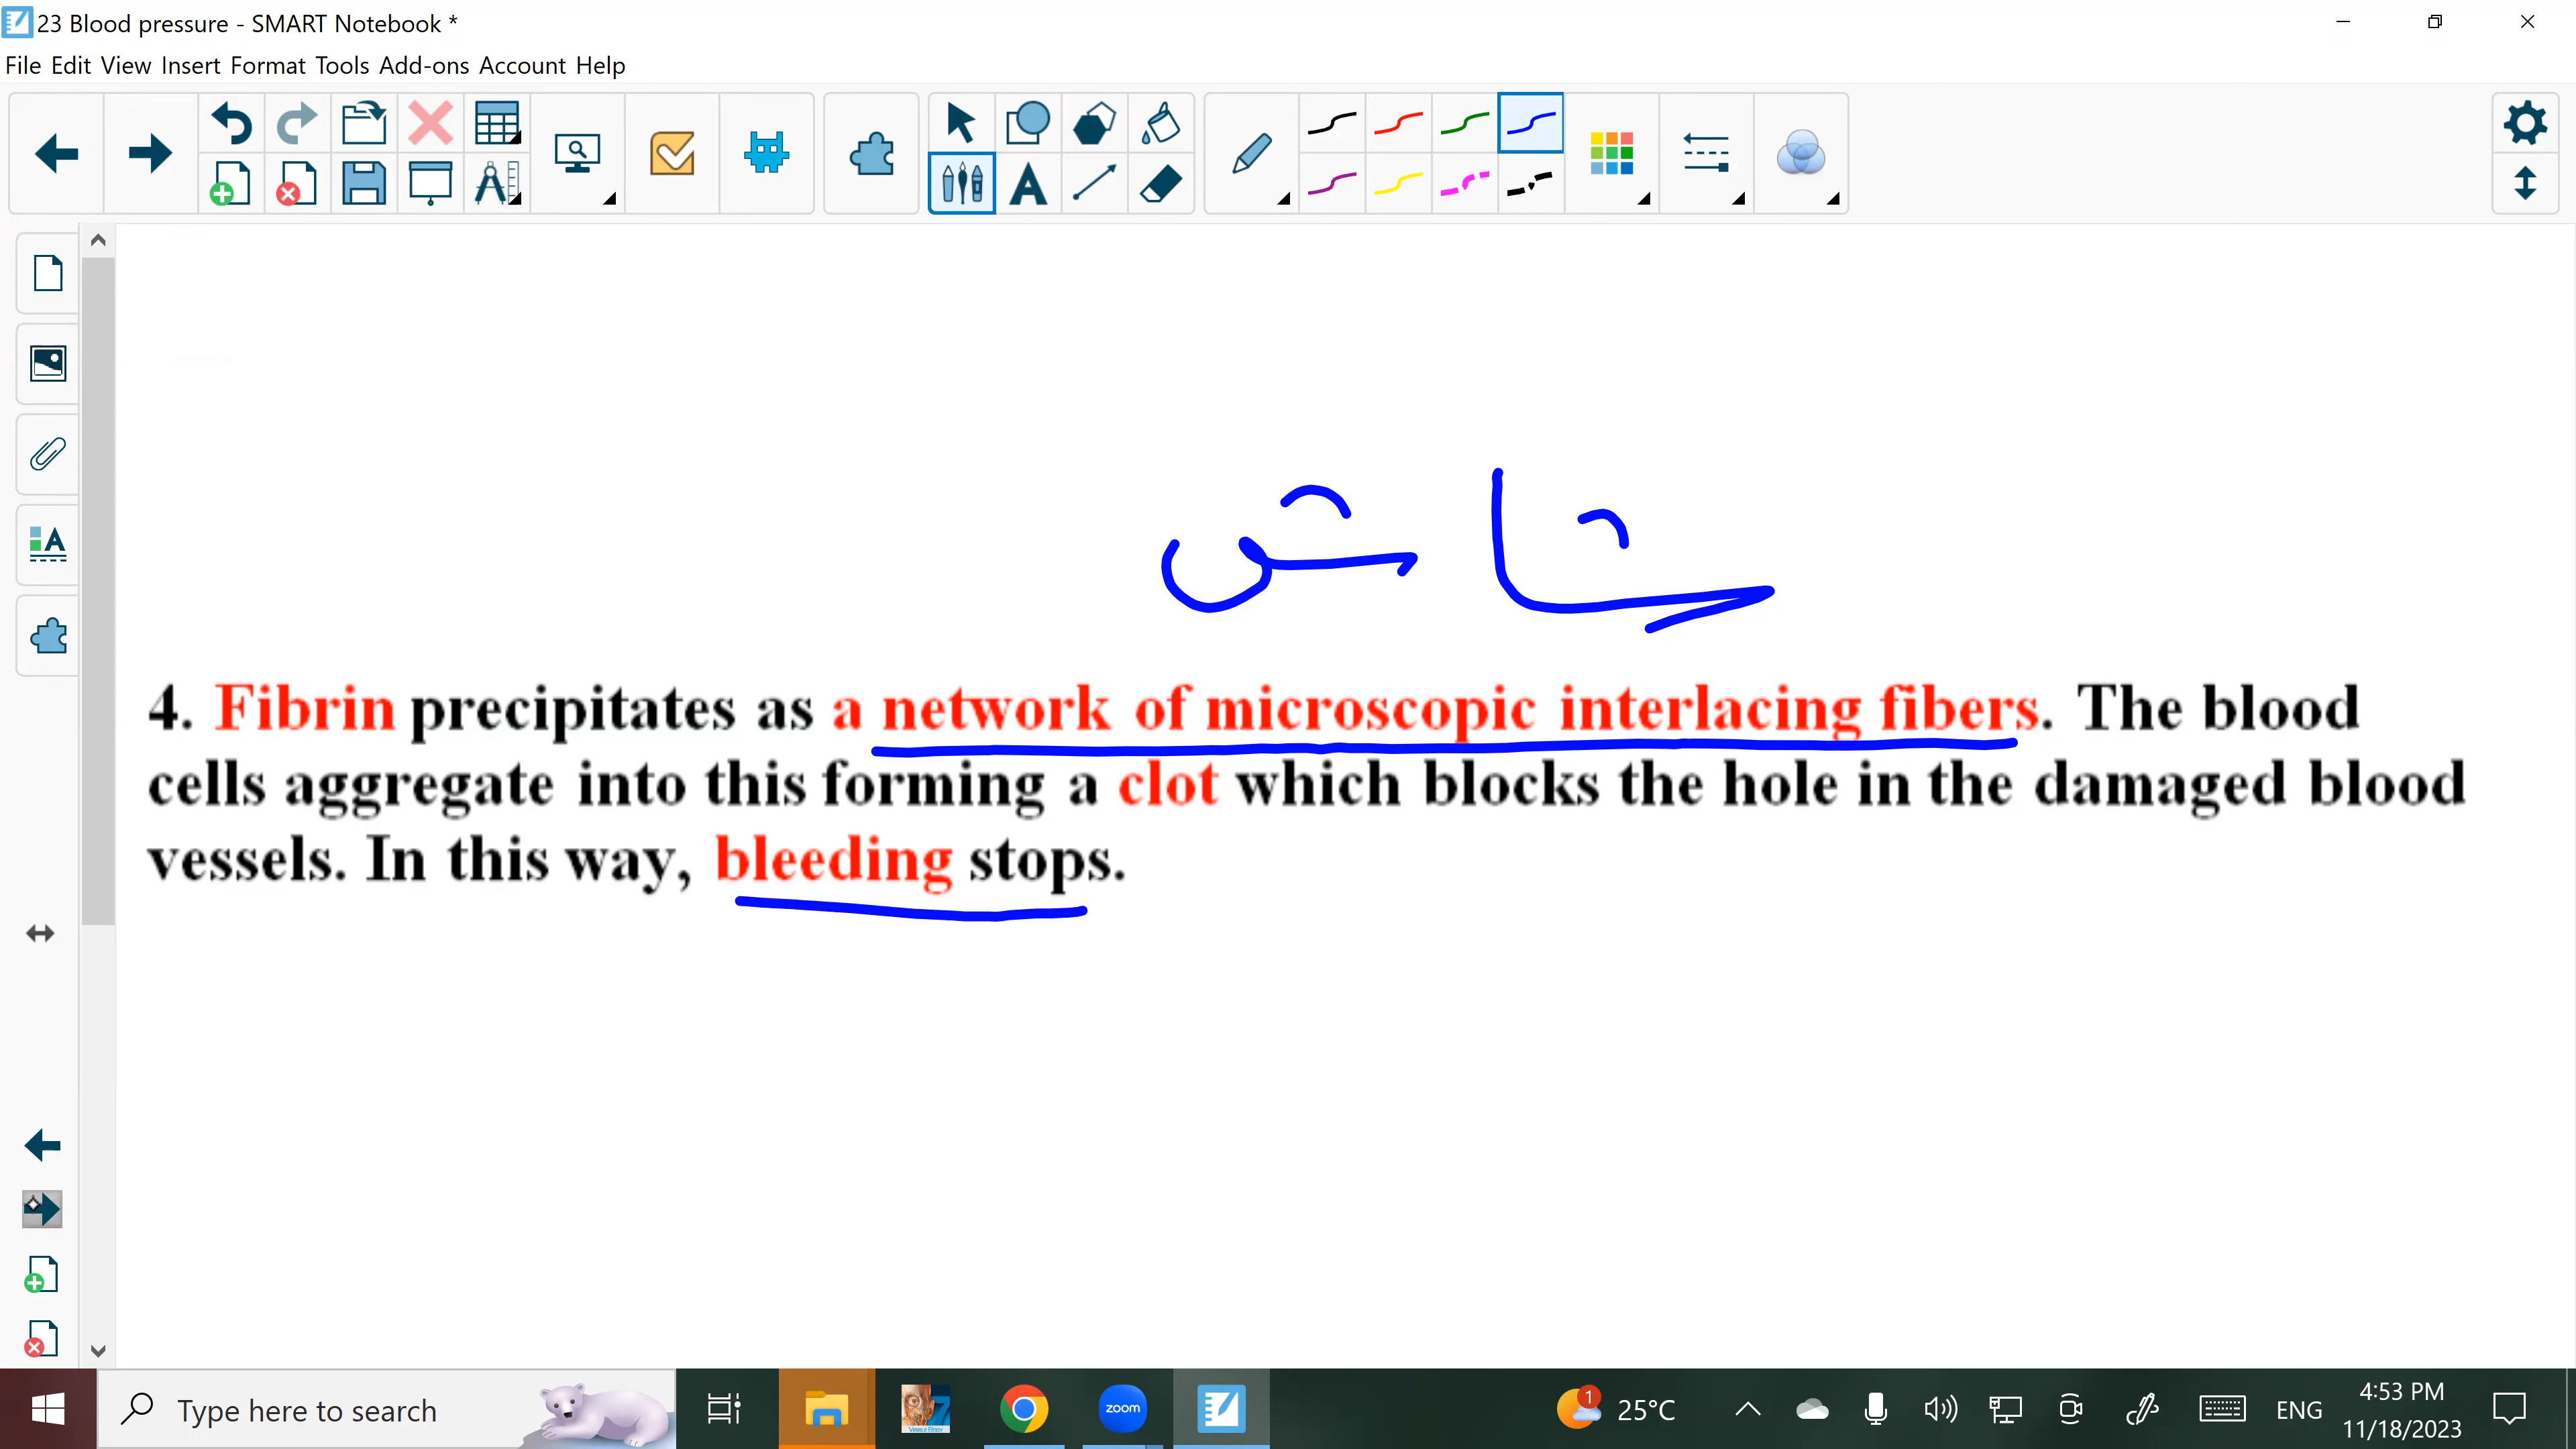 23 Blood pressure - SMART Notebook *
File Edit View Insert Format Tools Add-ons Account Help
4. Fibrin precipitates as a network of microscopic interlacing fibers. The blood
cells aggregate into this forming a clot which blocks the hole in the damaged blood
vessels. In this way, bleeding stops.
Type here to search
zoom
1
25°C
ENG
4:53 PM
11/18/2023